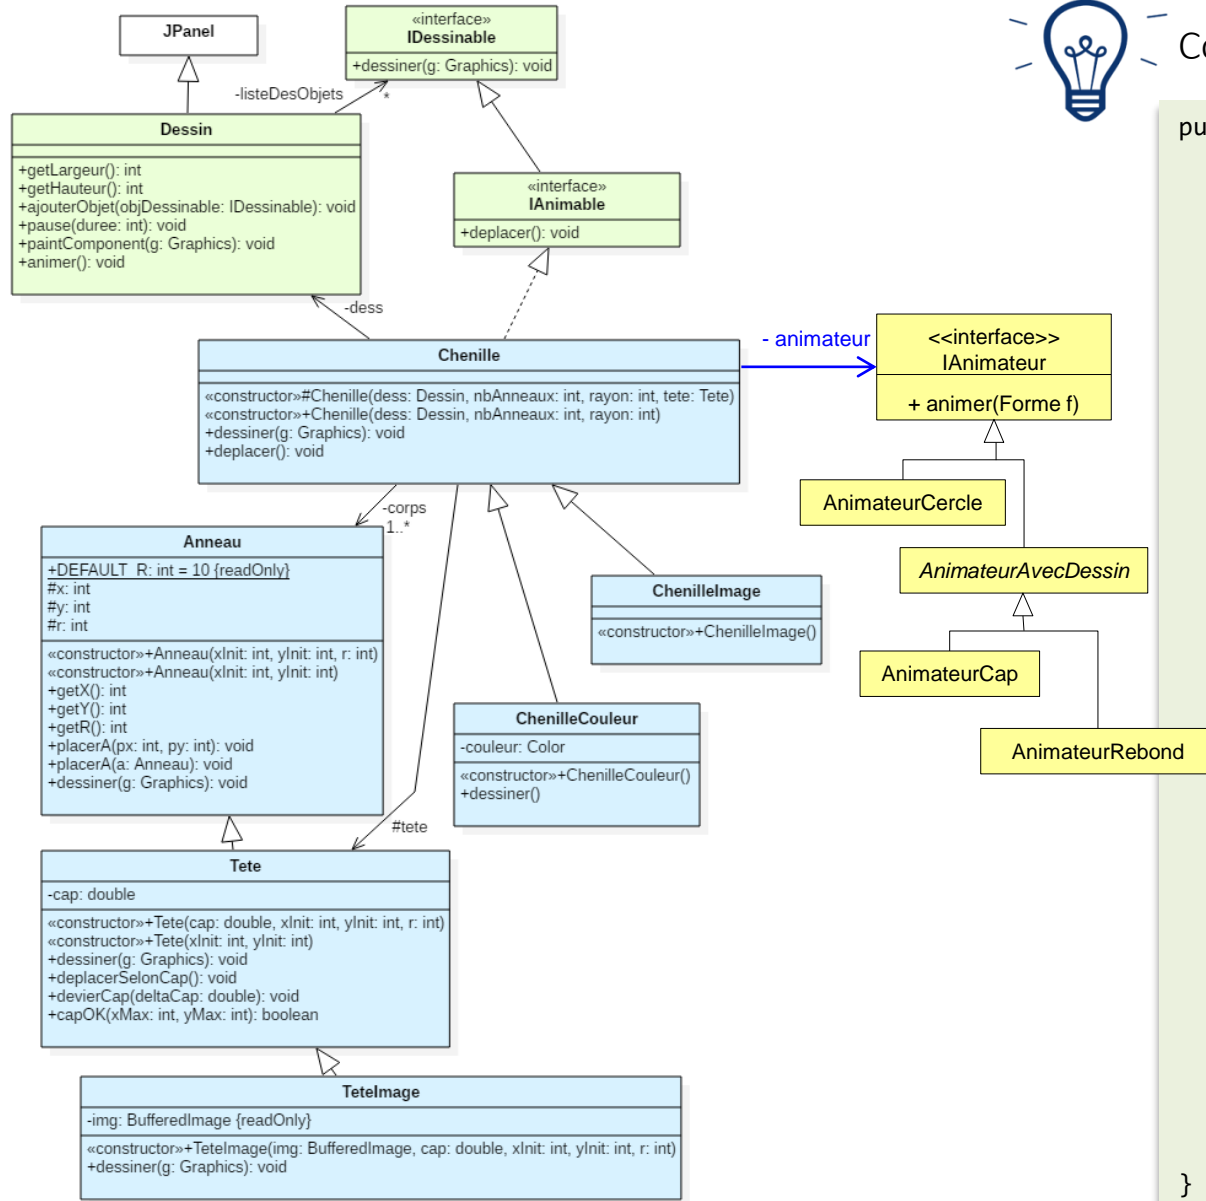 JPanel
«interface»
IDessinable
+dessiner(g: Graphics): void
-listeDesObjets
*
Dessin
+getLargeur(): int
+getHauteur(): int
+ajouterObjet(objDessinable: IDessinable): void
+pause(duree: int): void
+paintComponent(g: Graphics): void
+animer(): void
«interface»
IAnimable
+deplacer(): void
-dess
Chenille
«constructor»#Chenille(dess: Dessin, nbAnneaux: int, rayon: int, tete: Tete)
«constructor»+Chenille(dess: Dessin, nbAnneaux: int, rayon: int)
+dessiner(g: Graphics): void
+deplacer(): void
- animateur
<<interface>>
IAnimateur
+ animer(Forme f)
AnimateurCercle
AnimateurAvecDessin
AnimateurCap
AnimateurRebond
-corps
1..*
Anneau
+DEFAULT_R: int = 10 {readOnly}
#x: int
#y: int
#r: int
«constructor»+Anneau(xInit: int, yInit: int, r: int)
«constructor»+Anneau(xInit: int, yInit: int)
+getX(): int
+getY(): int
+getR(): int
+placerA(px: int, py: int): void
+placerA(a: Anneau): void
+dessiner(g: Graphics): void
ChenilleImage
«constructor»+ChenilleImage()
ChenilleCouleur
-couleur: Color
«constructor»+ChenilleCouleur()
+dessiner()
#tete
Tete
-cap: double
«constructor»+Tete(cap: double, xInit: int, yInit: int, r: int)
«constructor»+Tete(xInit: int, yInit: int)
+dessiner(g: Graphics): void
+deplacerSelonCap(): void
+devierCap(deltaCap: double): void
+capOK(xMax: int, yMax: int): boolean
TeteImage
-img: BufferedImage {readOnly}
«constructor»+TeteImage(img: BufferedImage, cap: double, xInit: int, yInit: int, r: int)
+dessiner(g: Graphics): void
pu
}